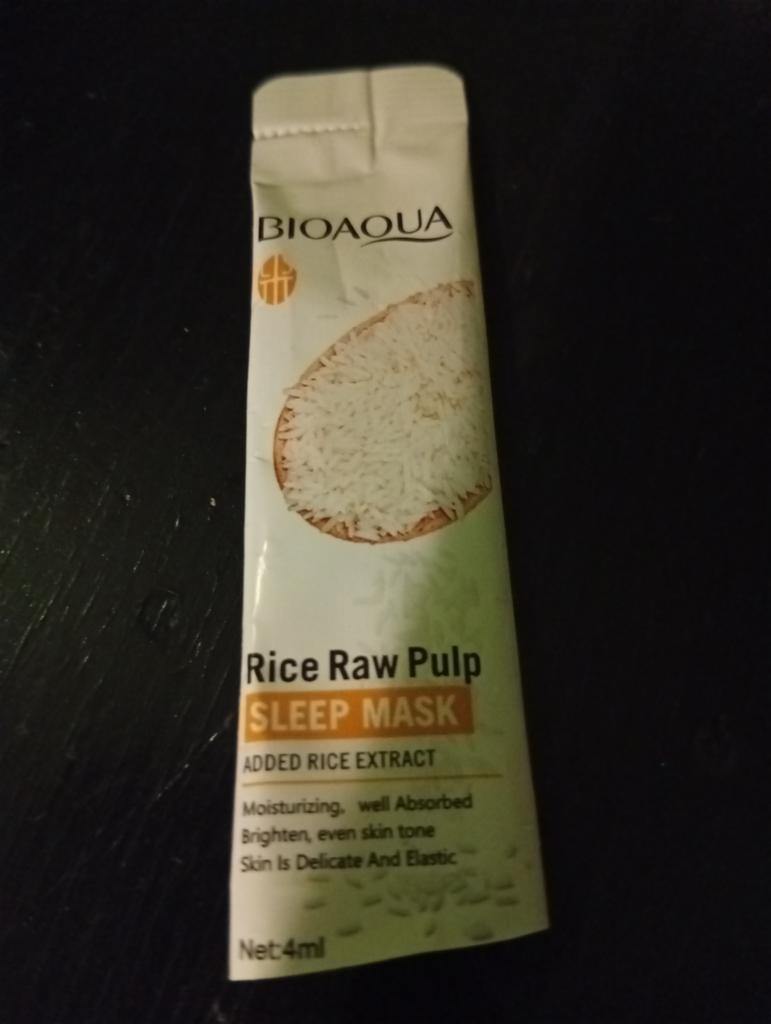 BIOAQUA
Rice Raw Pulp
SLEEP MASK
ADDED RICE EXTRACT
Moisturizing, well Absorbed
Brighten, even skin tone
Skin Is Delicate And Elastic
Net:4ml